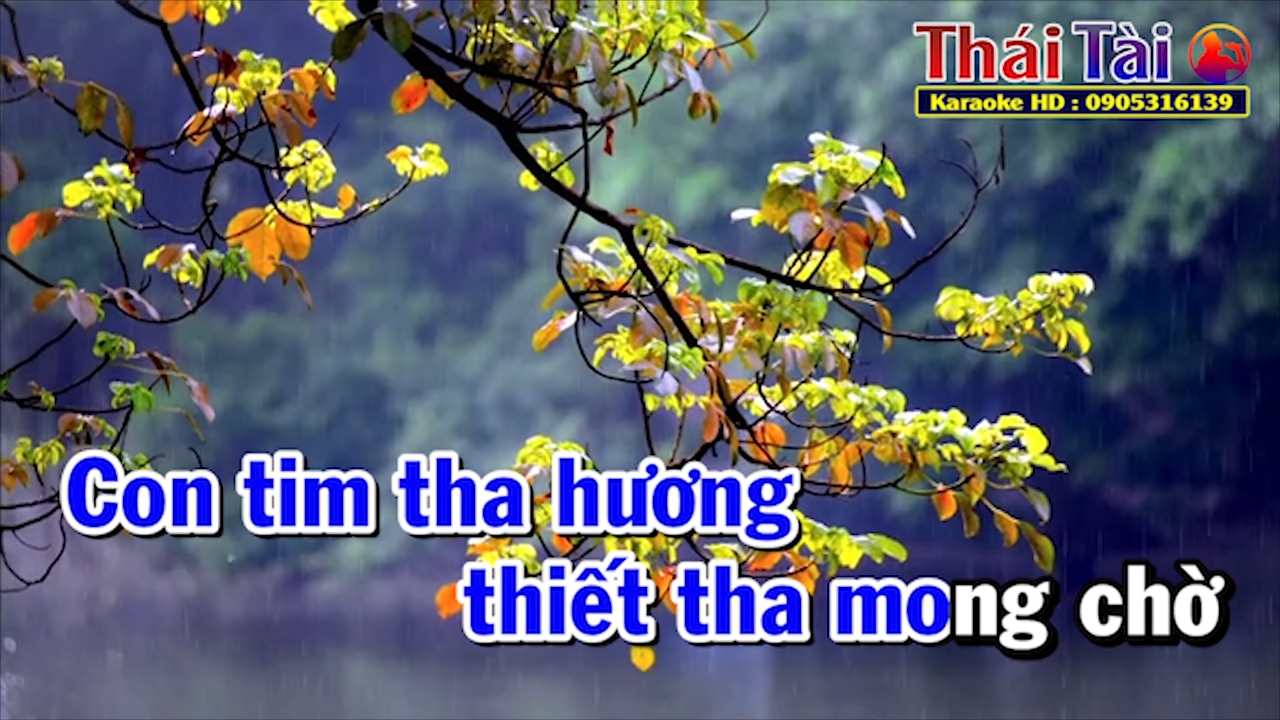 Thái Tài
Karaoke HD : 0905316139
Con tim tha hương
thiết tha mong chờ